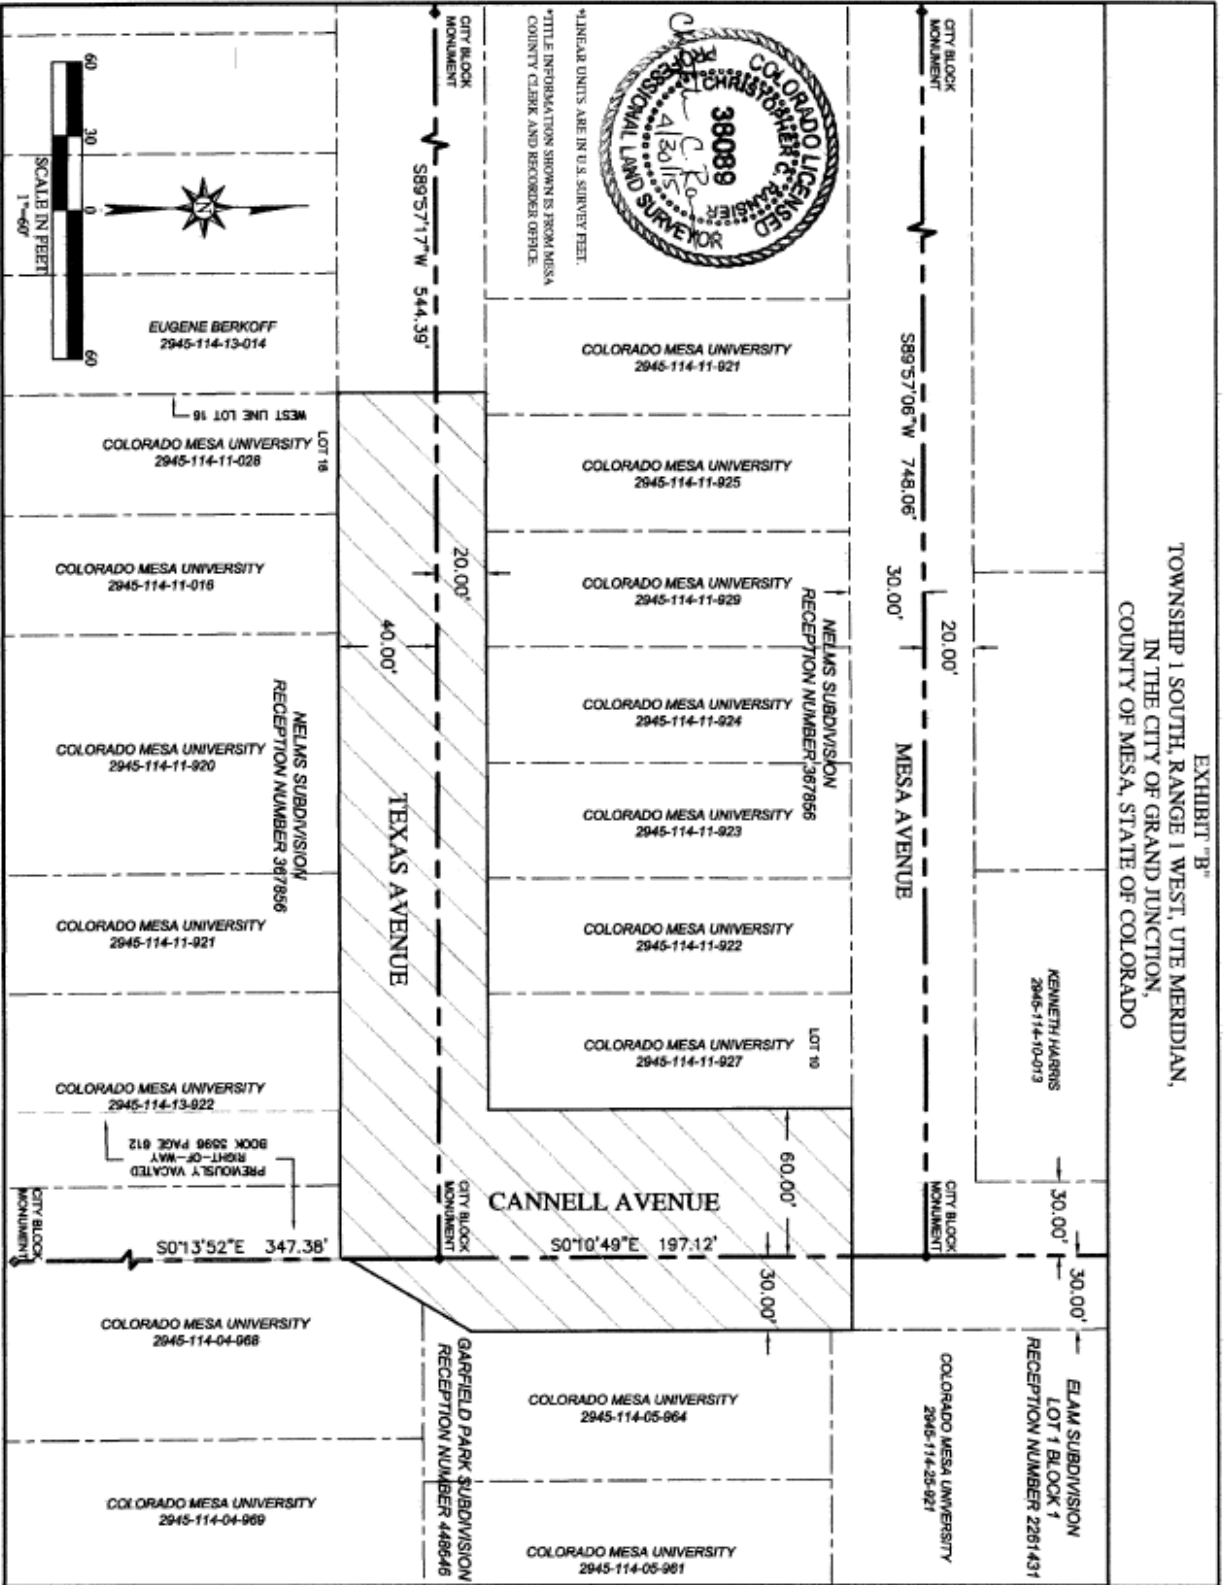 EXHIBIT "B"
TOWNSHIP 1 SOUTH, RANGE 1 WEST, UTE MERIDIAN,
IN THE CITY OF GRAND JUNCTION,
COUNTY OF MESA, STATE OF COLORADO
CITY BLOCK
MONUMENT
S89°57'06"W 748.06'
20.00'
30.00'
MESA AVENUE
KENNETH HARRIS
2945-114-10-013
30.00'
30.00'
CITY BLOCK
MONUMENT
ELAM SUBDIVISION
LOT 1 BLOCK 1
RECEPTION NUMBER 2261431
COLORADO MESA UNIVERSITY
2945-114-25-921
COLORADO LICENSED
CHRISTOPHER C. RANSIER
38089
4/30/15
PROFESSIONAL LAND SURVEYOR
*LINEAR UNITS ARE IN U.S. SURVEY FEET.
*TITLE INFORMATION SHOWN IS FROM MESA
COUNTY CLERK AND RECORDER OFFICE.
COLORADO MESA UNIVERSITY
2945-114-11-921
COLORADO MESA UNIVERSITY
2945-114-11-925
COLORADO MESA UNIVERSITY
2945-114-11-929
NELMS SUBDIVISION
RECEPTION NUMBER 367856
COLORADO MESA UNIVERSITY
2945-114-11-924
COLORADO MESA UNIVERSITY
2945-114-11-923
COLORADO MESA UNIVERSITY
2945-114-11-922
LOT 10
COLORADO MESA UNIVERSITY
2945-114-11-927
60.00'
30.00'
CANNELL AVENUE
S0°10'49"E 197.12'
COLORADO MESA UNIVERSITY
2945-114-05-964
COLORADO MESA UNIVERSITY
2945-114-05-961
CITY BLOCK
MONUMENT
S89°57'17"W 544.39'
20.00'
40.00'
TEXAS AVENUE
CITY BLOCK
MONUMENT
GARFIELD PARK SUBDIVISION
RECEPTION NUMBER 448646
EUGENE BERKOFF
2945-114-13-014
WEST LINE LOT 16
LOT 16
COLORADO MESA UNIVERSITY
2945-114-11-028
COLORADO MESA UNIVERSITY
2945-114-11-016
NELMS SUBDIVISION
RECEPTION NUMBER 367856
COLORADO MESA UNIVERSITY
2945-114-11-920
COLORADO MESA UNIVERSITY
2945-114-11-921
COLORADO MESA UNIVERSITY
2945-114-13-922
PREVIOUSLY VACATED
RIGHT-OF-WAY
BOOK 5596 PAGE 612
S0°13'52"E 347.38'
CITY BLOCK
MONUMENT
COLORADO MESA UNIVERSITY
2945-114-04-968
COLORADO MESA UNIVERSITY
2945-114-04-969
N
60 30 0 60
SCALE IN FEET
1"=60'